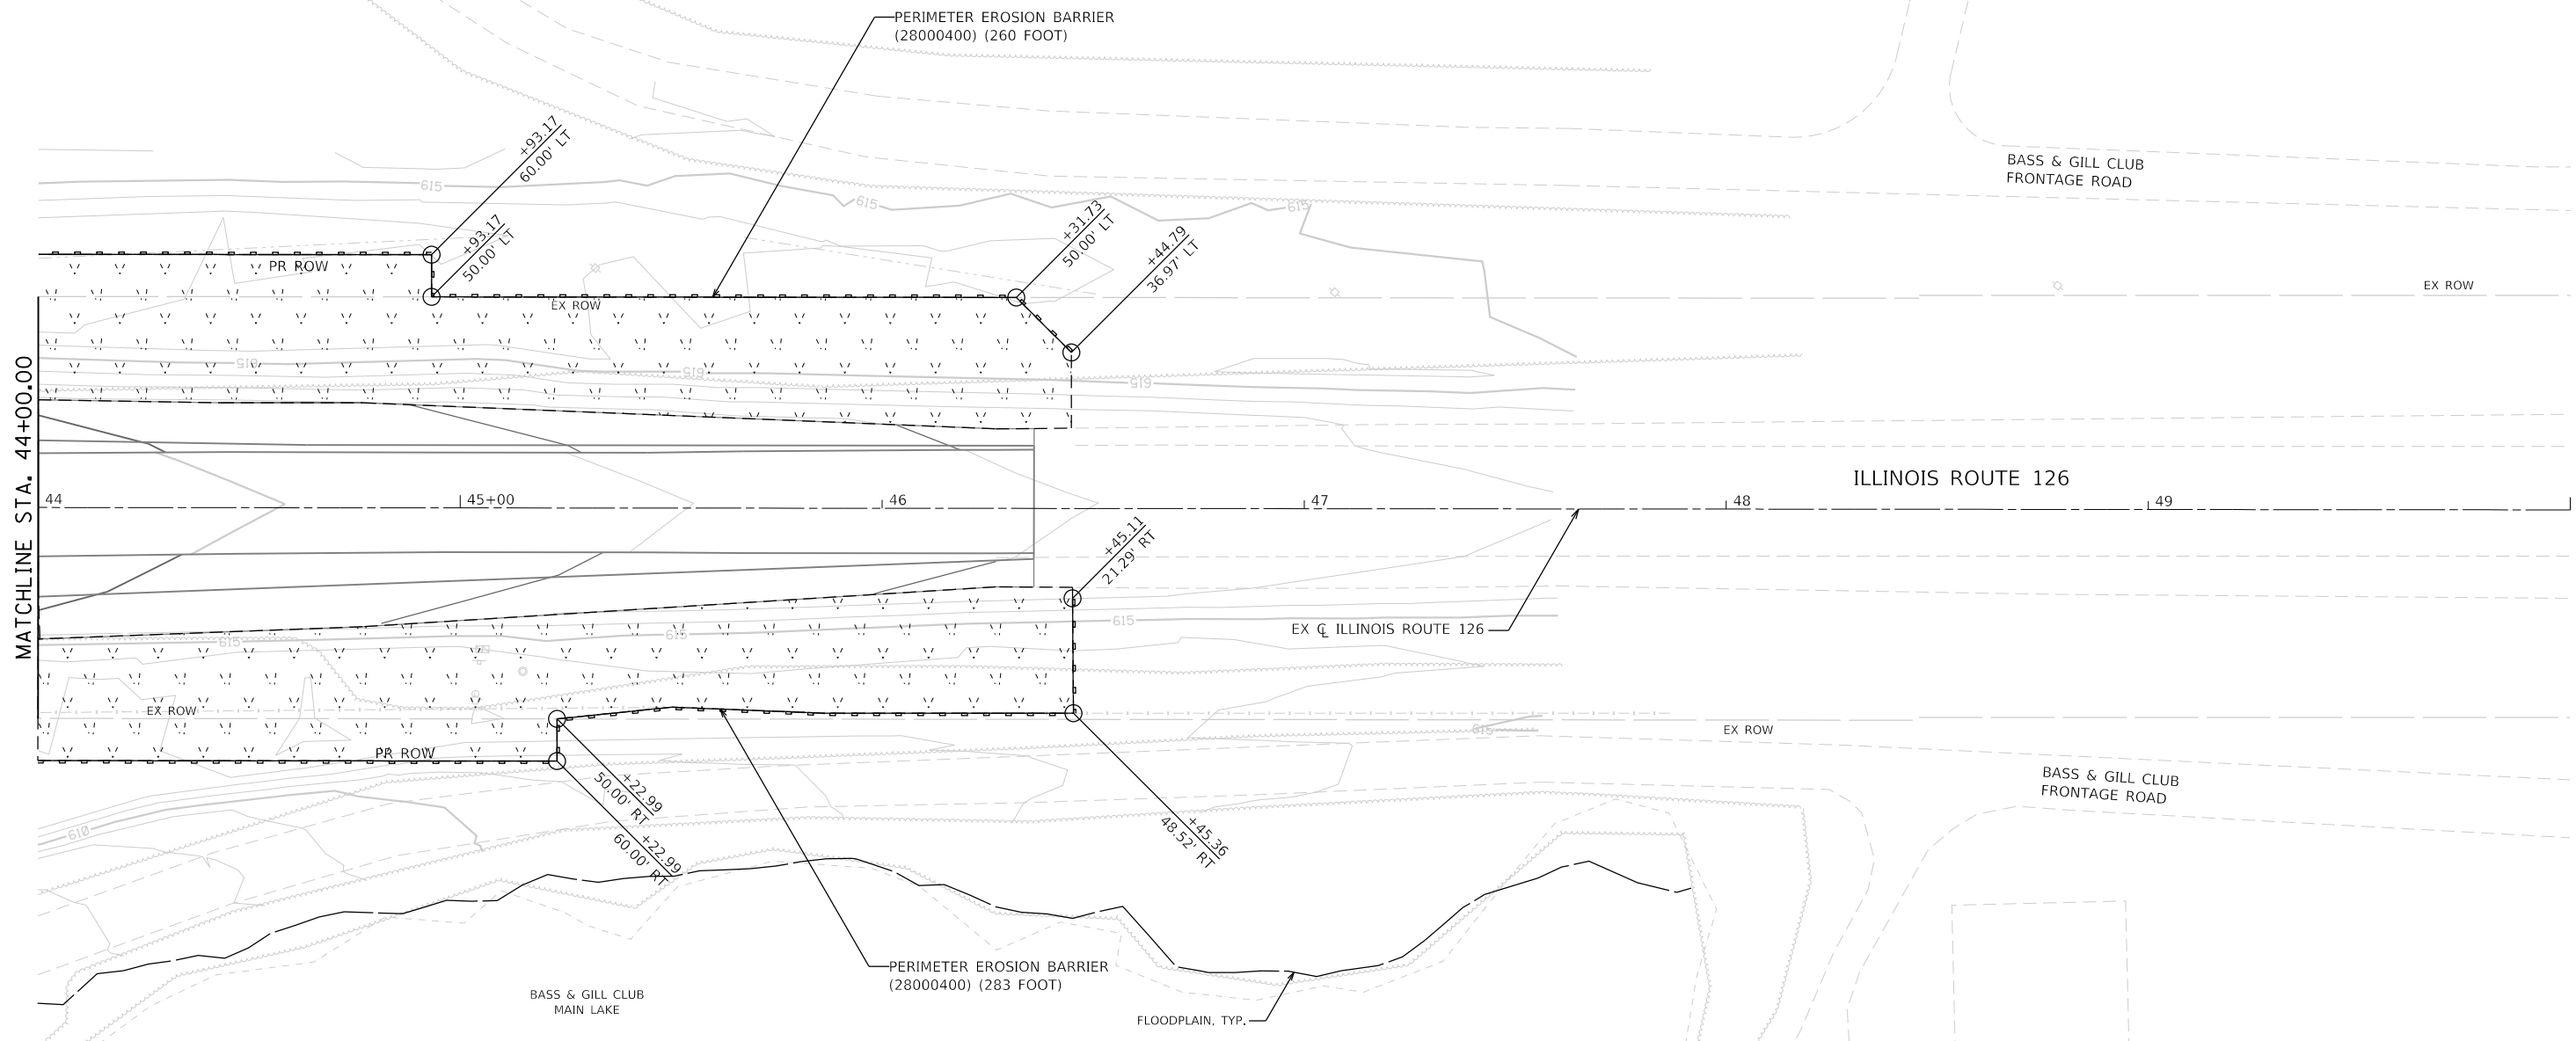 PERIMETER EROSION BARRIER
(28000400) (260 FOOT)
+93.17
60.00' LT
+93.17
50.00' LT
+31.73
50.00' LT
+44.79
36.97' LT
BASS & GILL CLUB
FRONTAGE ROAD
615
615
615
PR ROW
EX ROW
EX ROW
615
615
615
MATCHLINE STA. 44+00.00
ILLINOIS ROUTE 126
44
45+00
46
47
48
49
+45.11
21.29' RT
EX ℄ ILLINOIS ROUTE 126
615
615
615
EX ROW
EX ROW
615
PR ROW
+22.99
50.00' RT
+22.99
60.00' RT
+45.36
48.52' RT
BASS & GILL CLUB
FRONTAGE ROAD
610
PERIMETER EROSION BARRIER
(28000400) (283 FOOT)
BASS & GILL CLUB
MAIN LAKE
FLOODPLAIN, TYP.